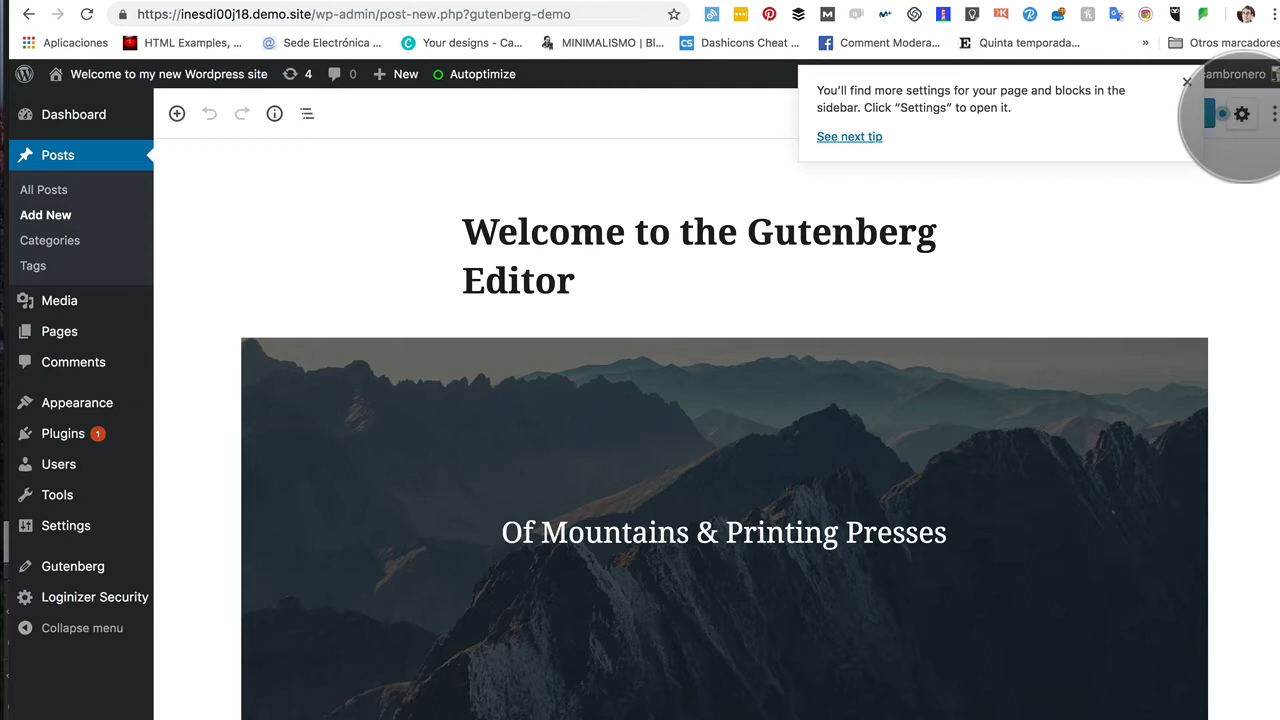 https://inesdi00j18.demo.site/wp-admin/post-new.php?gutenberg-demo
Aplicaciones
HTML Examples, ...
Sede Electrónica ...
Your designs - Ca...
MINIMALISMO | Bl...
Dashicons Cheat ...
Comment Modera...
Quinta temporada...
»
Otros marcadores
Welcome to my new Wordpress site
4
0
New
Autoptimize
cambronero
You'll find more settings for your page and blocks in the
sidebar. Click "Settings" to open it.
See next tip
Dashboard
Posts
All Posts
Add New
Categories
Tags
Media
Pages
Comments
Appearance
Plugins 1
Users
Tools
Settings
Gutenberg
Loginizer Security
Collapse menu
Welcome to the Gutenberg
Editor
Of Mountains & Printing Presses